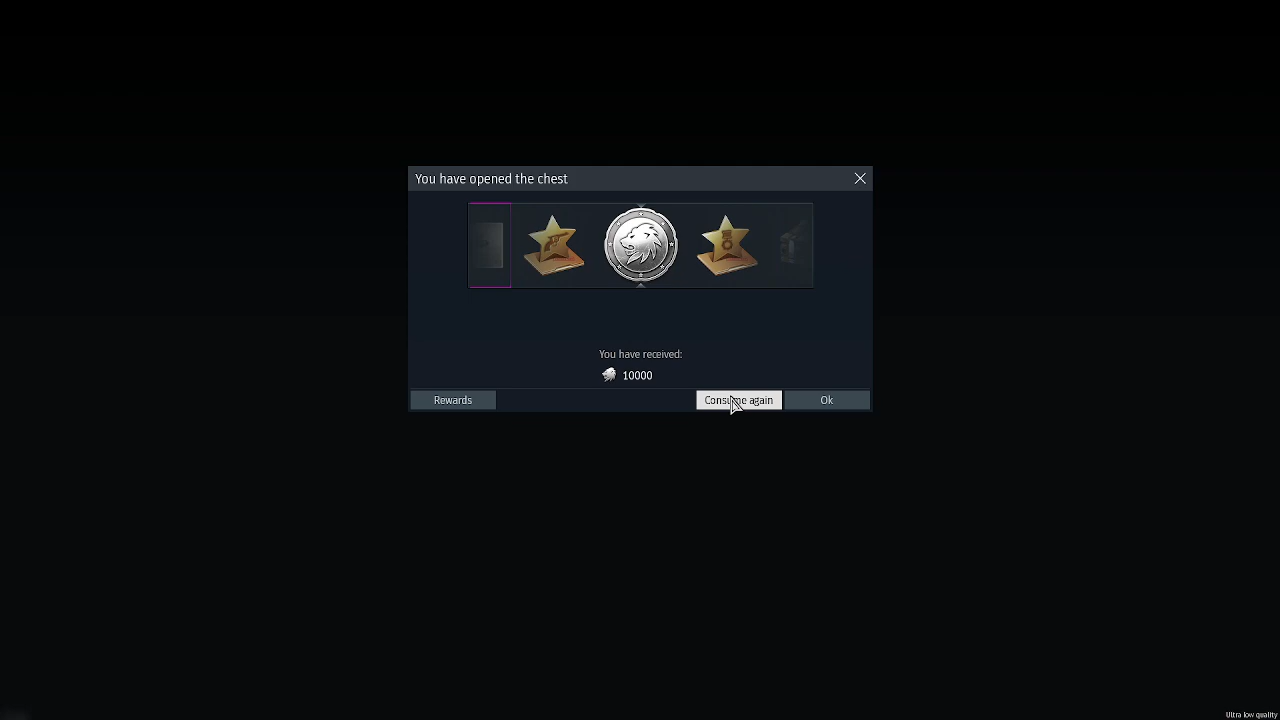 You have opened the chest
You have received:
10000
Rewards
Consume again
Ok
Ultra low quality